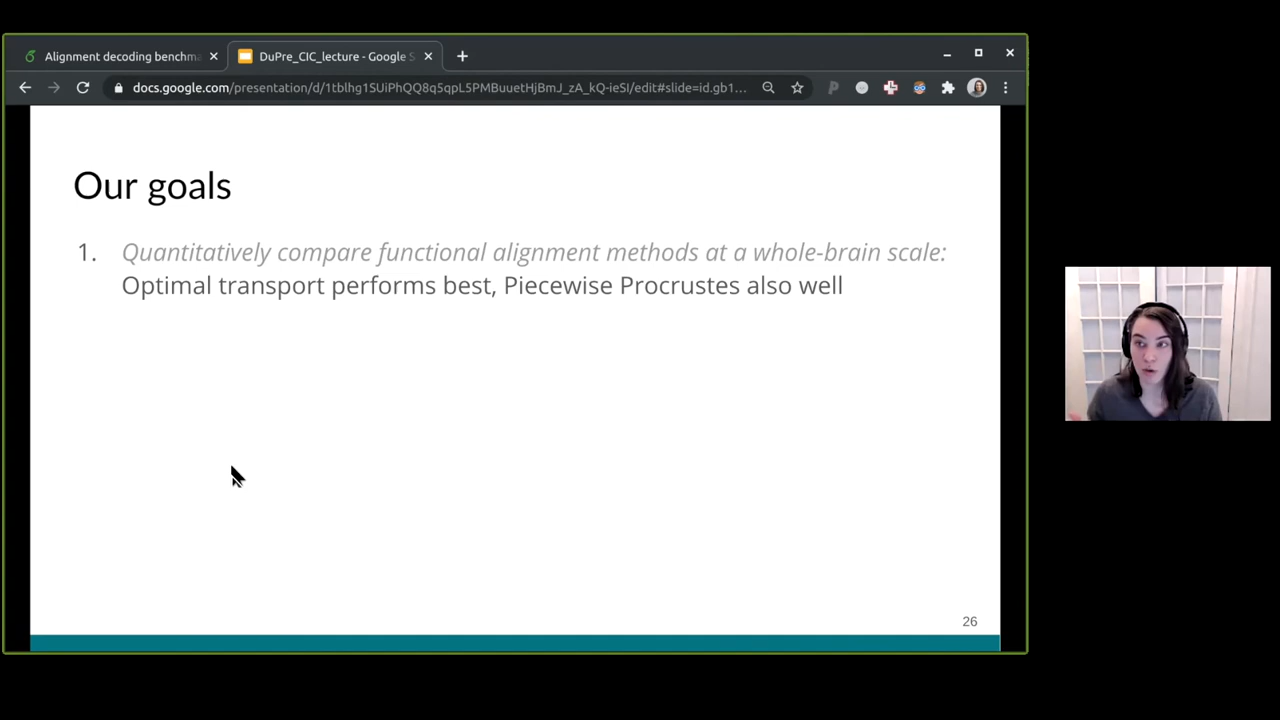 Alignment decoding benchma
DuPre_CIC_lecture - Google S
docs.google.com/presentation/d/1tblhg1SUiPhQQ8q5qpL5PMBuuetHjBmJ_zA_kQ-ieSI/edit#slide=id.gb1...
Our goals
1. Quantitatively compare functional alignment methods at a whole-brain scale:
Optimal transport performs best, Piecewise Procrustes also well
26